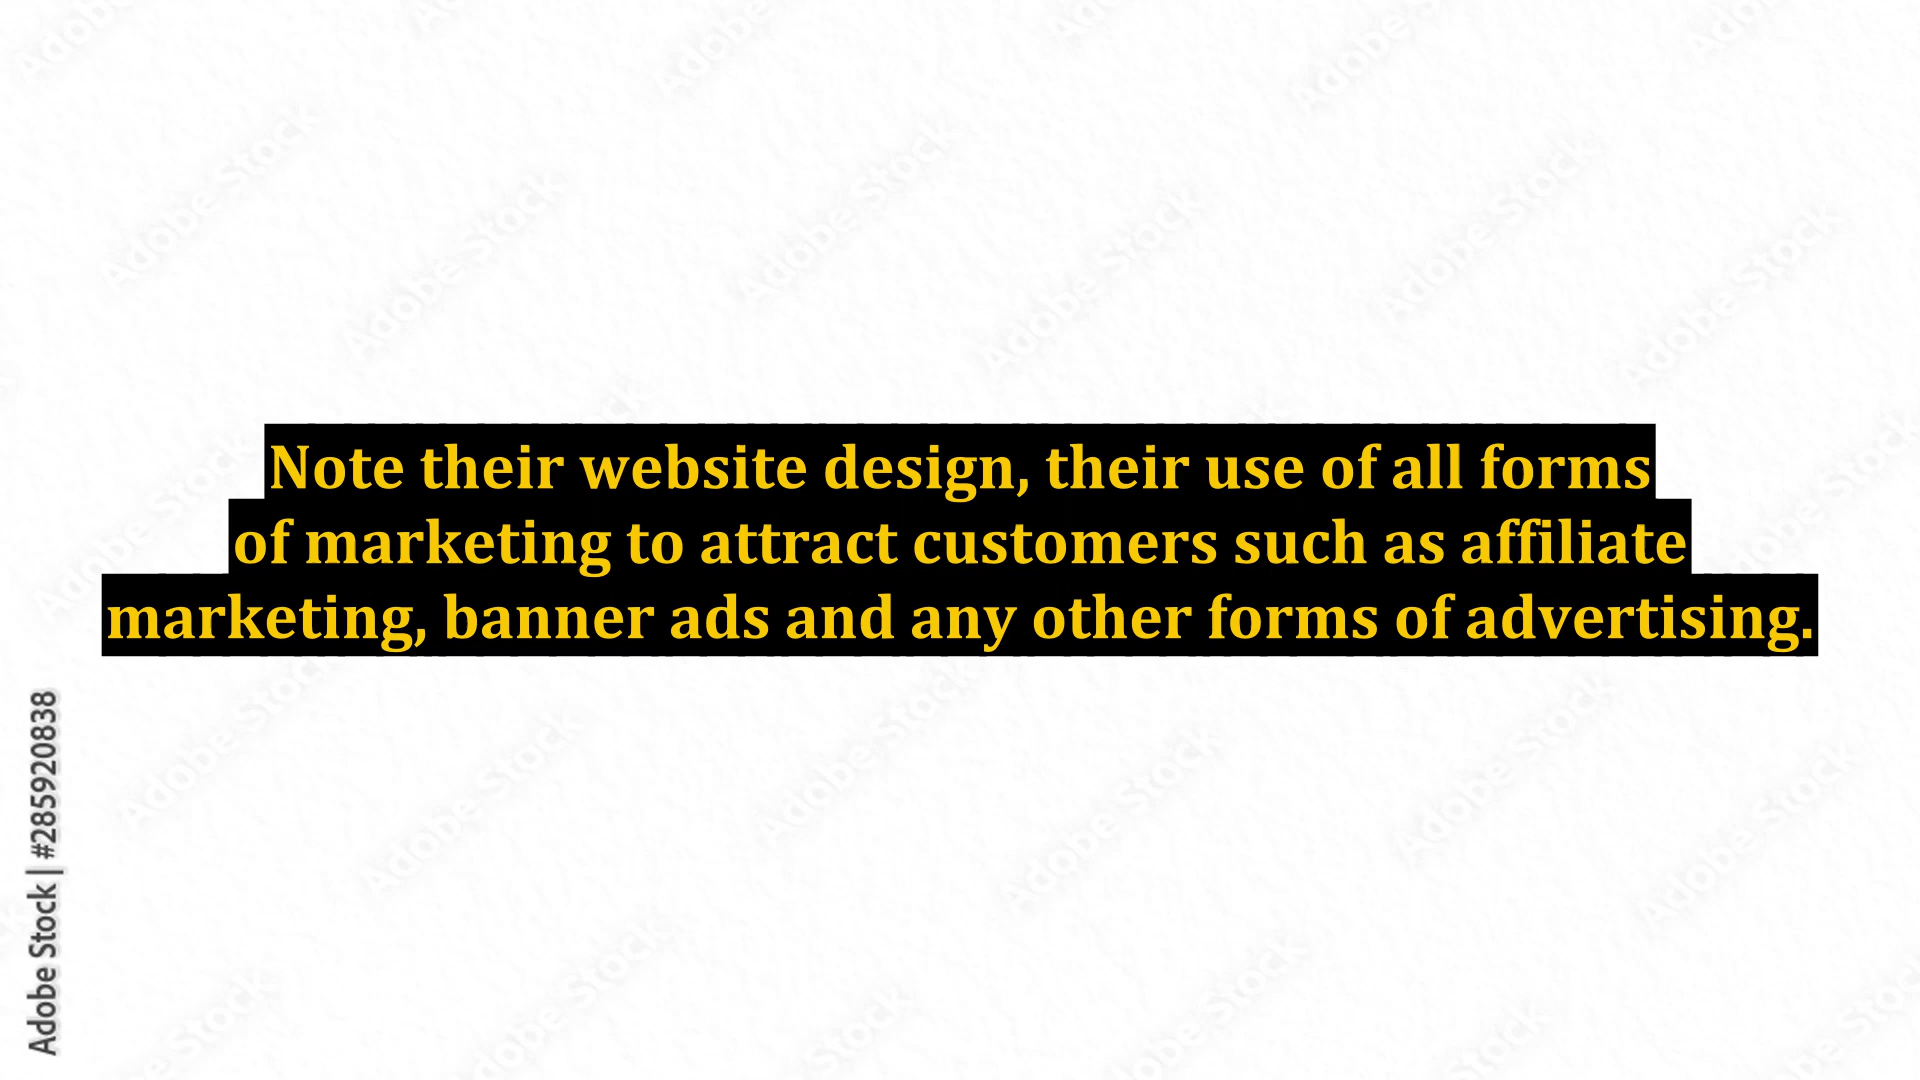 Note their website design, their use of all forms
of marketing to attract customers such as affiliate
marketing, banner ads and any other forms of advertising.
Adobe Stock | #285920838